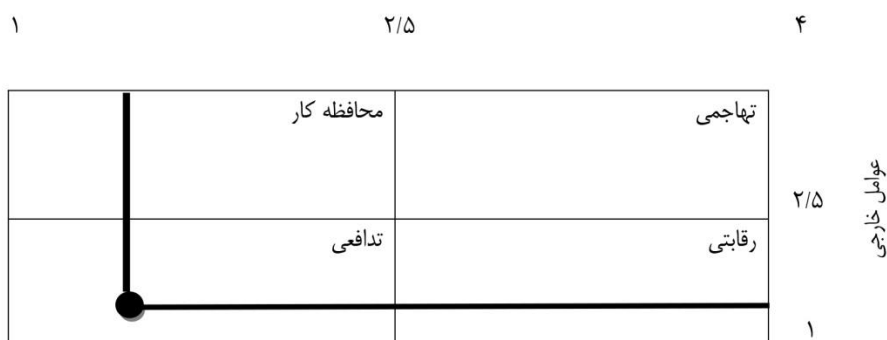 ۴ ۲/۵ ۱
تهاجمی محافظه کار
۲/۵
عوامل خارجی
رقابتی تدافعی
۱